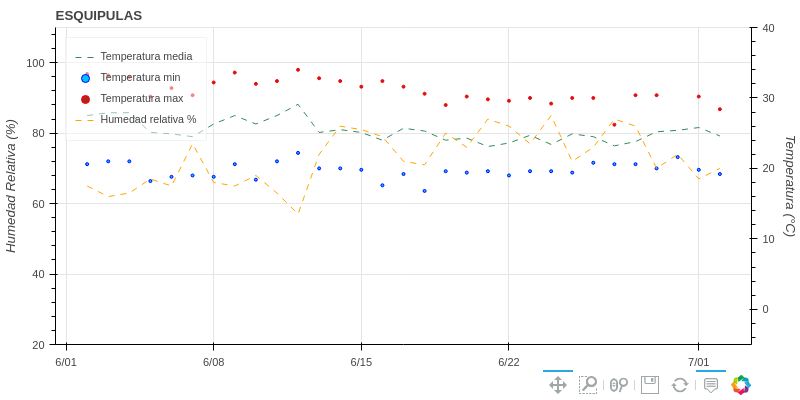 ESQUIPULAS
Temperatura media
Temperatura min
Temperatura max
Humedad relativa %
Humedad Relativa (%)
100
80
60
40
20
40
30
20
10
0
Temperatura (°C)
6/01
6/08
6/15
6/22
7/01